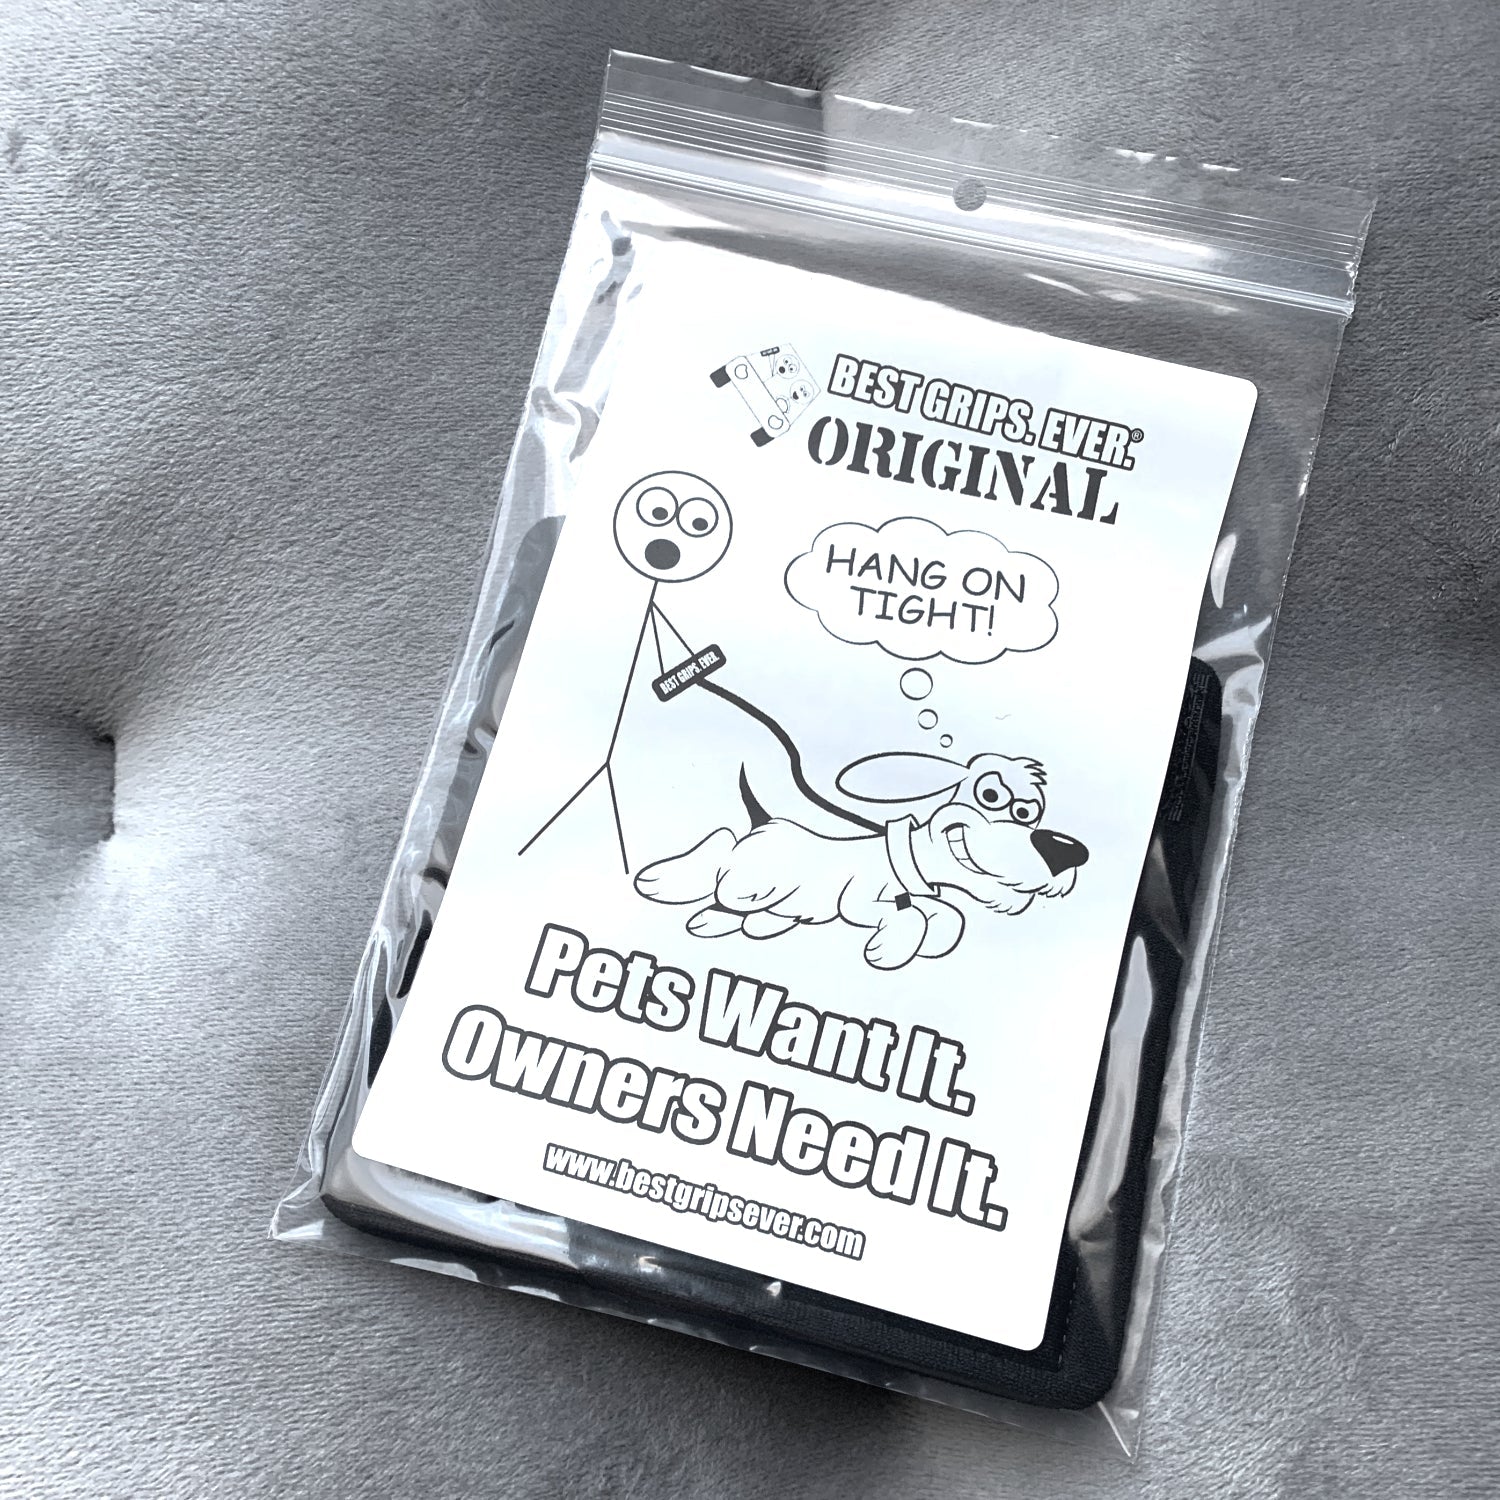 BEST GRIPS. EVER.®
ORIGINAL
HANG ON
TIGHT!
BEST GRIPS. EVER.
Pets Want It.
Owners Need It.
www.bestgripsever.com